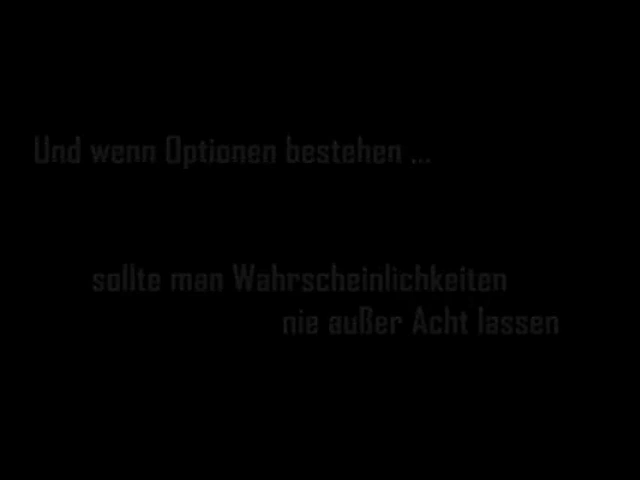 Und wenn Optionen bestehen ...
sollte man Wahrscheinlichkeiten
nie außer Acht lassen